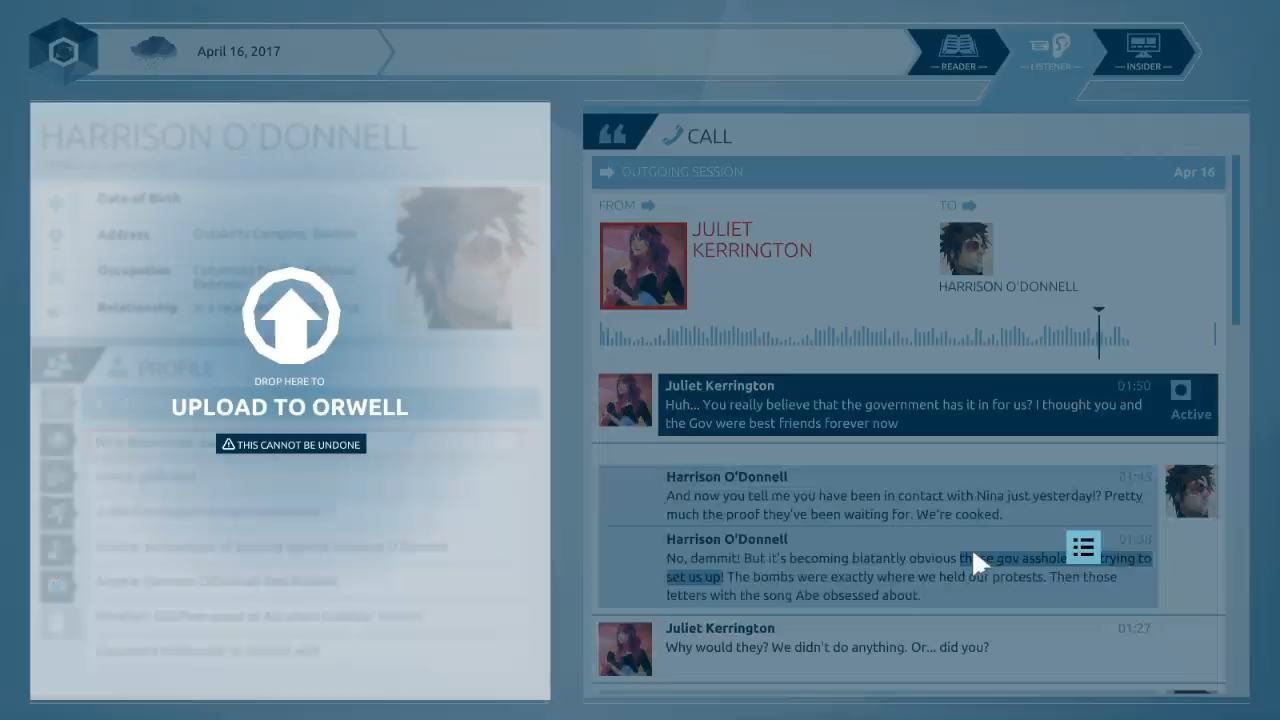 April 16, 2017
READER
LISTENER
INSIDER
HARRISON O'DONNELL
Date of Birth
Address
Occupation
Relationship
PROFILE
DROP HERE TO
UPLOAD TO ORWELL
THIS CANNOT BE UNDONE
CALL
OUTGOING SESSION
Apr 16
FROM
TO
JULIET
KERRINGTON
HARRISON O'DONNELL
Juliet Kerrington
01:50
Huh... You really believe that the government has it in for us? I thought you and
the Gov were best friends forever now
Active
Harrison O'Donnell
And now you tell me you have been in contact with Nina just yesterday!? Pretty
much the proof they've been waiting for. We're cooked.
Harrison O'Donnell
01:38
No, dammit! But it's becoming blatantly obvious gov trying to
set us up! The bombs were exactly where we held our protests. Then those
letters with the song Abe obsessed about.
Juliet Kerrington
01:27
Why would they? We didn't do anything. Or... did you?